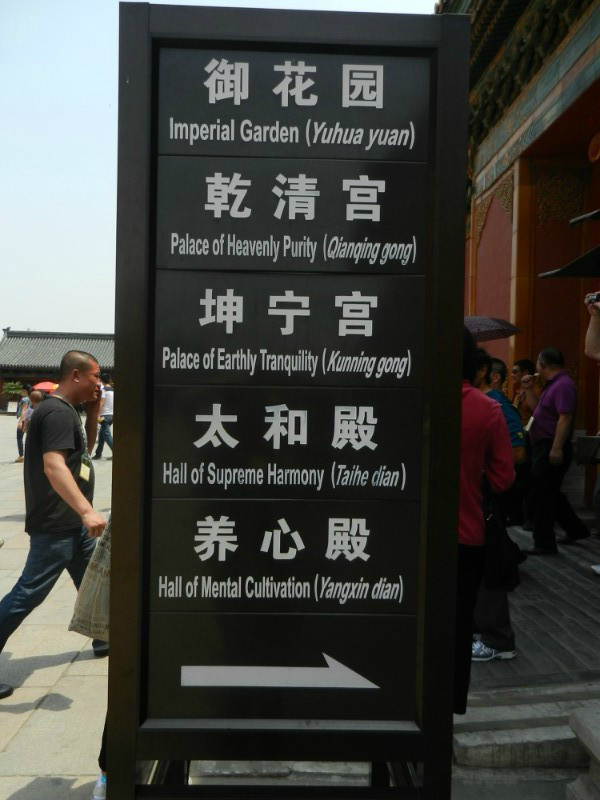 御花园
Imperial Garden (Yuhua yuan)
乾清宫
Palace of Heavenly Purity (Qianqing gong)
坤宁宫
Palace of Earthly Tranquility (Kunning gong)
太和殿
Hall of Supreme Harmony (Taihe dian)
养心殿
Hall of Mental Cultivation (Yangxin dian)